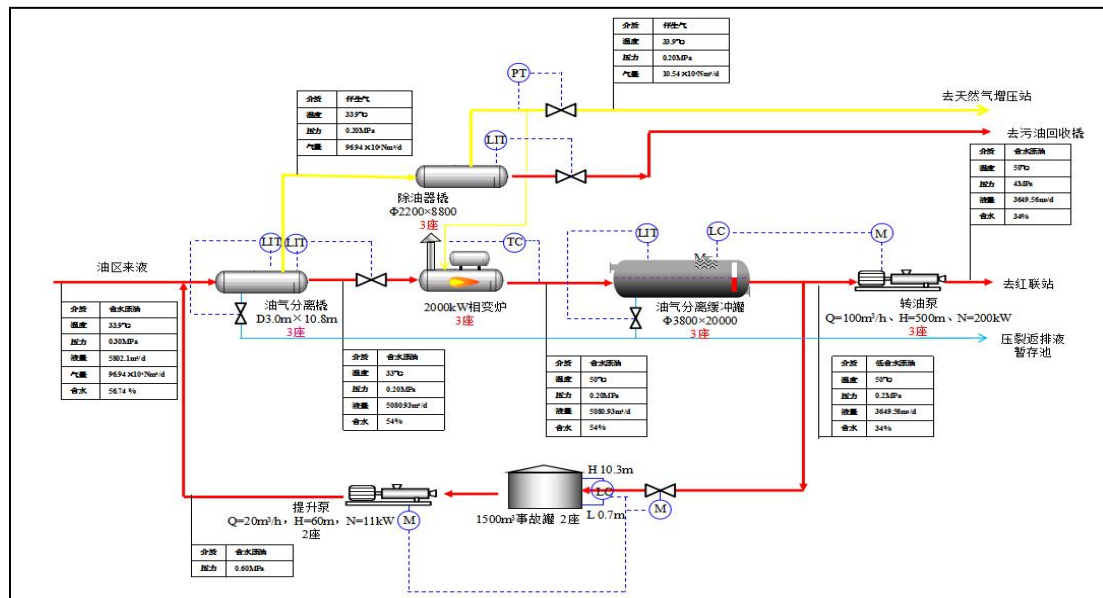 介质 伴生气
温度 33.9℃
压力 0.20MPa
气量 10.54×10⁴Nm³/d
PT
去天然气增压站
介质 伴生气
温度 33.9℃
压力 0.20MPa
气量 96.94×10⁴Nm³/d
LIT
去污油回收橇
介质 含水原油
温度 50℃
压力 4MPa
液量 3649.56m³/d
含水 34%
除油器橇
Φ2200×8800
3座
LIT
LIT
TC
LIT
LC
M
M
油区来液
油气分离橇
D3.0m×10.8m
3座
2000kW相变炉
3座
油气分离缓冲罐
Φ3800×20000
3座
转油泵
Q=100m³/h、H=500m、N=200kW
3座
去红联站
压裂返排液
暂存池
介质 含水原油
温度 33.9℃
压力 0.30MPa
液量 5802.1m³/d
气量 96.94×10⁴Nm³/d
含水 56.74 %
介质 含水原油
温度 33℃
压力 0.20MPa
液量 5080.93m³/d
含水 54%
介质 含水原油
温度 50℃
压力 0.20MPa
液量 5080.93m³/d
含水 54%
介质 低含水原油
温度 50℃
压力 0.2MPa
液量 3649.56m³/d
含水 34%
H 10.3m
LC
L 0.7m
M
1500m³事故罐 2座
提升泵
Q=20m³/h，H=60m，N=11kW
2座
M
介质 含水原油
压力 0.60MPa